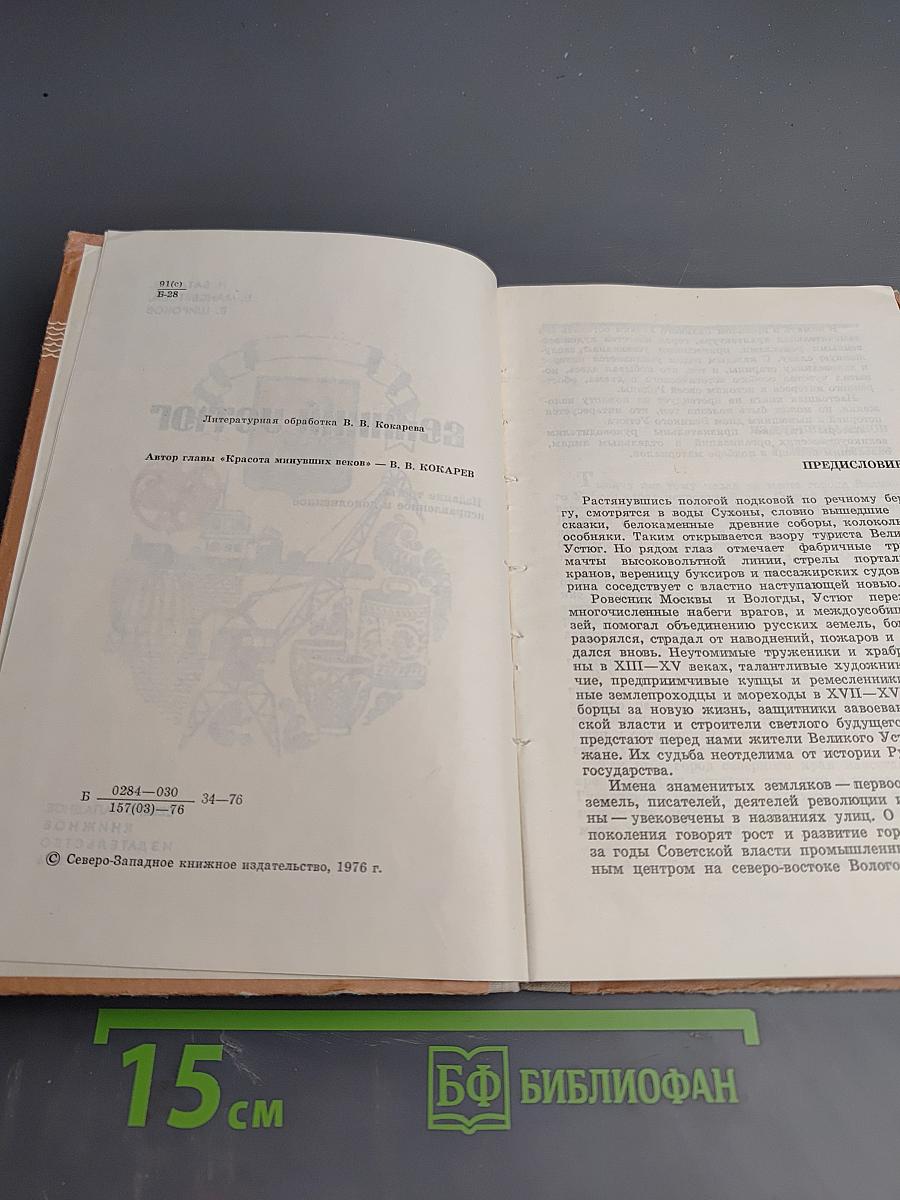 91(с)
Б-28
Литературная обработка В. В. Кокарева
Автор главы «Красота минувших веков» — В. В. КОКАРЕВ
Б 0284—030
157(03)—76 34—76
© Северо-Западное книжное издательство, 1976 г.
ПРЕДИСЛОВИЕ
Растянувшись пологой подковой по речному бер
гу, смотрятся в воды Сухоны, словно вышедшие
сказки, белокаменные древние соборы, колоколь
особняки. Таким открывается взору туриста Вели
Устюг. Но рядом глаз отмечает фабричные тр
мачты высоковольтной линии, стрелы портал
кранов, вереницу буксиров и пассажирских судов
рина соседствует с властно наступающей новью.
Ровесник Москвы и Вологды, Устюг пере
многочисленные набеги врагов, и междоусоби
зей, помогал объединению русских земель, бо
разорялся, страдал от наводнений, пожаров и
дался вновь. Неутомимые труженики и храбр
ны в XIII—XV веках, талантливые художник
чие, предприимчивые купцы и ремесленник
ные землепроходцы и мореходы в XVII—XV
борцы за новую жизнь, защитники завоеван
ской власти и строители светлого будущег
предстают перед нами жители Великого Уст
жане. Их судьба неотделима от истории Ру
государства.
Имена знаменитых земляков — первоо
земель, писателей, деятелей революции и
ны — увековечены в названиях улиц. О
поколения говорят рост и развитие гор
за годы Советской власти промышленн
ным центром на северо-востоке Волого
15 см
БФ БИБЛИОФАН